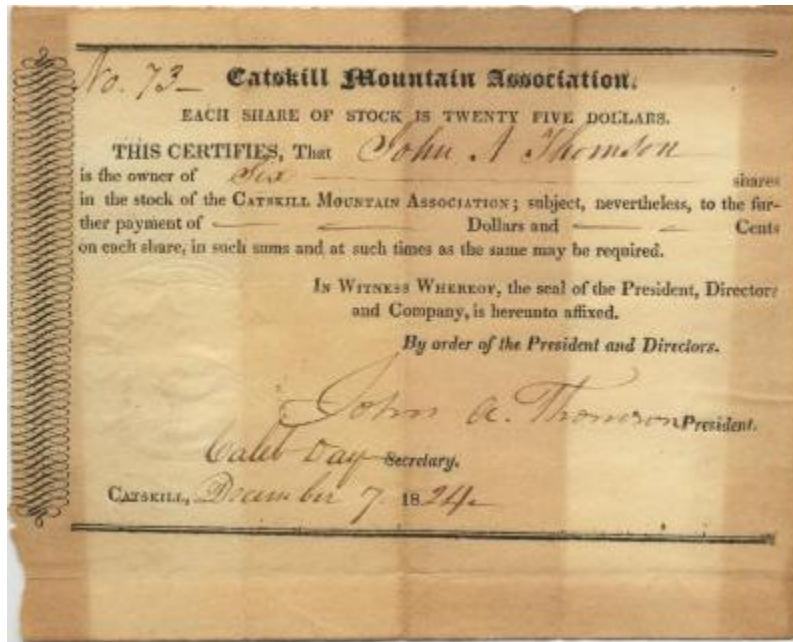 No. 73 Catskill Mountain Association.
EACH SHARE OF STOCK IS TWENTY FIVE DOLLARS.
THIS CERTIFIES, That John A Thomson
is the owner of Six shares
in the stock of the CATSKILL MOUNTAIN ASSOCIATION; subject, nevertheless, to the fur-
ther payment of Dollars and Cents
on each share, in such sums and at such times as the same may be required.
IN WITNESS WHEREOF, the seal of the President, Directors
and Company, is hereunto affixed.
By order of the President and Directors.
John A. Thomson President.
Caleb Day Secretary.
CATSKILL, December 7 1824